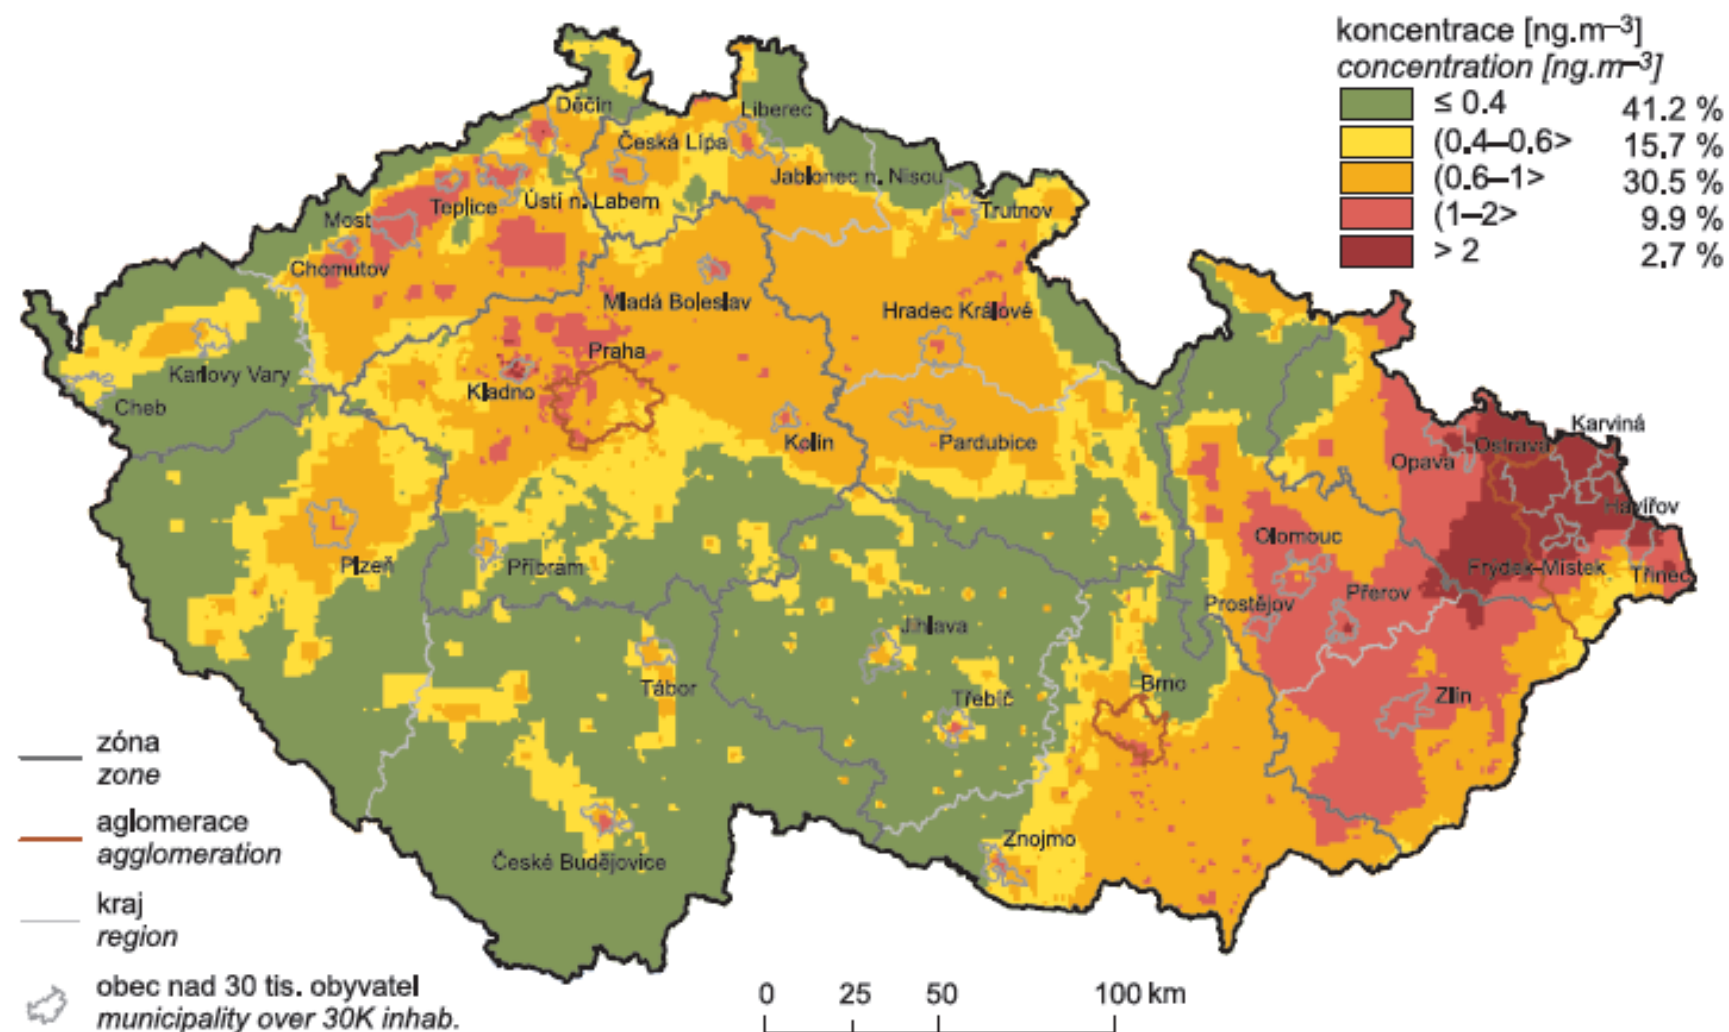 koncentrace [ng.m–3]
concentration [ng.m–3]
≤ 0.4 41.2 %
(0.4–0.6> 15.7 %
(0.6–1> 30.5 %
(1–2> 9.9 %
> 2 2.7 %
Děčín
Liberec
Česká Lípa
Jablonec n. Nisou
Teplice
Ústí n. Labem
Trutnov
Most
Chomutov
Mladá Boleslav
Hradec Králové
Praha
Karlovy Vary
Kladno
Cheb
Kolín
Pardubice
Karviná
Ostrava
Opava
Havířov
Olomouc
Plzeň
Příbram
Frýdek-Místek
Třinec
Přerov
Prostějov
Jihlava
Tábor
Třebíč
Brno
Zlín
Znojmo
České Budějovice
zóna
zone
aglomerace
agglomeration
kraj
region
obec nad 30 tis. obyvatel
municipality over 30K inhab.
0 25 50 100 km